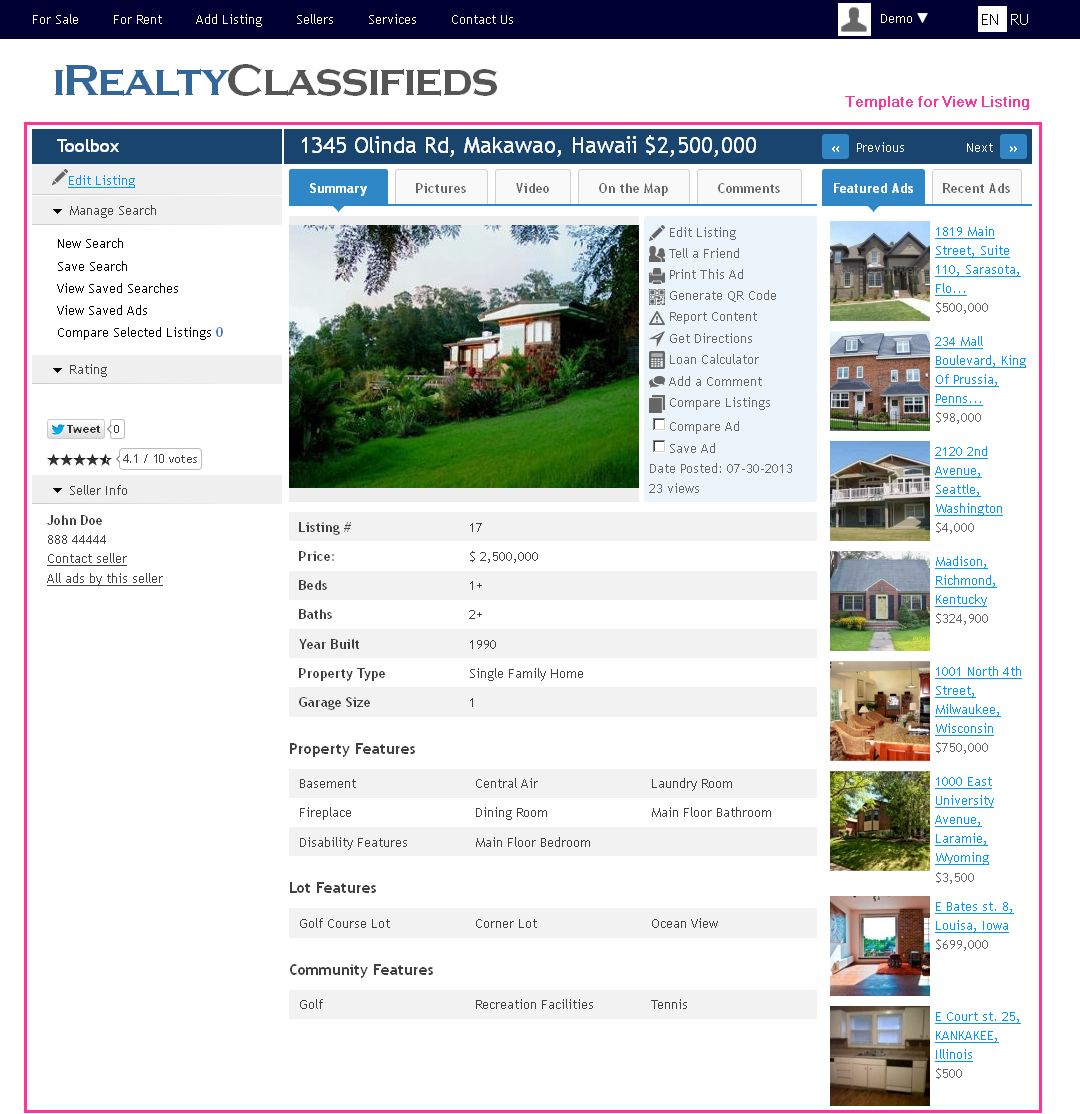 For Sale For Rent Add Listing Sellers Services Contact Us Demo ▼ EN RU
iREALTYCLASSIFIEDS
Template for View Listing
Toolbox
Edit Listing
Manage Search
New Search
Save Search
View Saved Searches
View Saved Ads
Compare Selected Listings 0
Rating
Tweet 0
4.1 / 10 votes
Seller Info
John Doe
888 44444
Contact seller
All ads by this seller
1345 Olinda Rd, Makawao, Hawaii $2,500,000
« Previous Next »
Summary Pictures Video On the Map Comments
Edit Listing
Tell a Friend
Print This Ad
Generate QR Code
Report Content
Get Directions
Loan Calculator
Add a Comment
Compare Listings
Compare Ad
Save Ad
Date Posted: 07-30-2013
23 views
Listing # 17
Price: $ 2,500,000
Beds 1+
Baths 2+
Year Built 1990
Property Type Single Family Home
Garage Size 1
Property Features
Basement Central Air Laundry Room
Fireplace Dining Room Main Floor Bathroom
Disability Features Main Floor Bedroom
Lot Features
Golf Course Lot Corner Lot Ocean View
Community Features
Golf Recreation Facilities Tennis
Featured Ads Recent Ads
1819 Main
Street, Suite
110, Sarasota,
Flo...
$500,000
234 Mall
Boulevard, King
Of Prussia,
Penns...
$98,000
2120 2nd
Avenue,
Seattle,
Washington
$4,000
Madison,
Richmond,
Kentucky
$324,900
1001 North 4th
Street,
Milwaukee,
Wisconsin
$750,000
1000 East
University
Avenue,
Laramie,
Wyoming
$3,500
E Bates st. 8,
Louisa, Iowa
$699,000
E Court st. 25,
KANKAKEE,
Illinois
$500